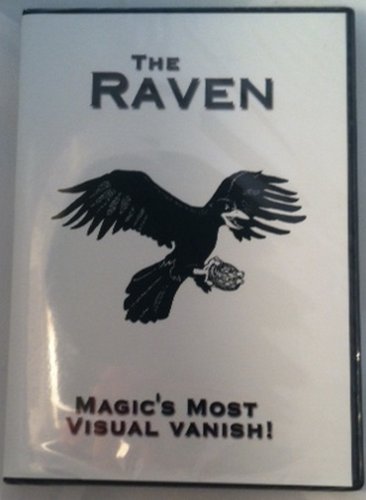 THE
RAVEN
MAGIC'S MOST
VISUAL VANISH!